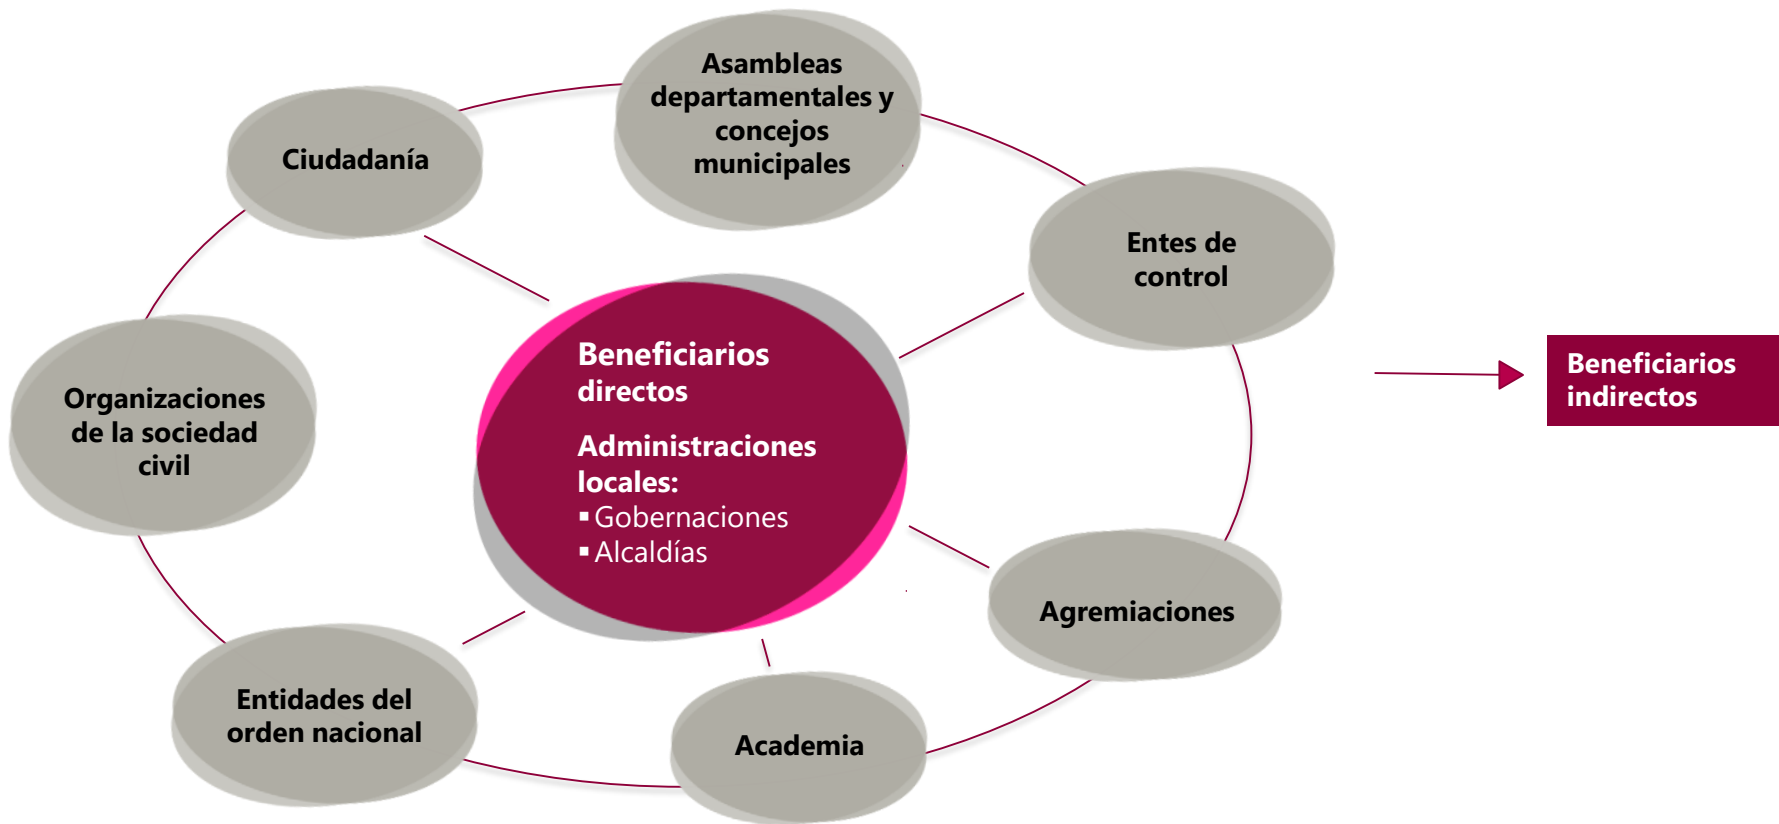 Asambleas
departamentales y
concejos
municipales
Ciudadanía
Entes de
control
Beneficiarios
directos
Administraciones
locales:
▪ Gobernaciones
▪ Alcaldías
Beneficiarios
indirectos
Organizaciones
de la sociedad
civil
Agremiaciones
Entidades del
orden nacional
Academia